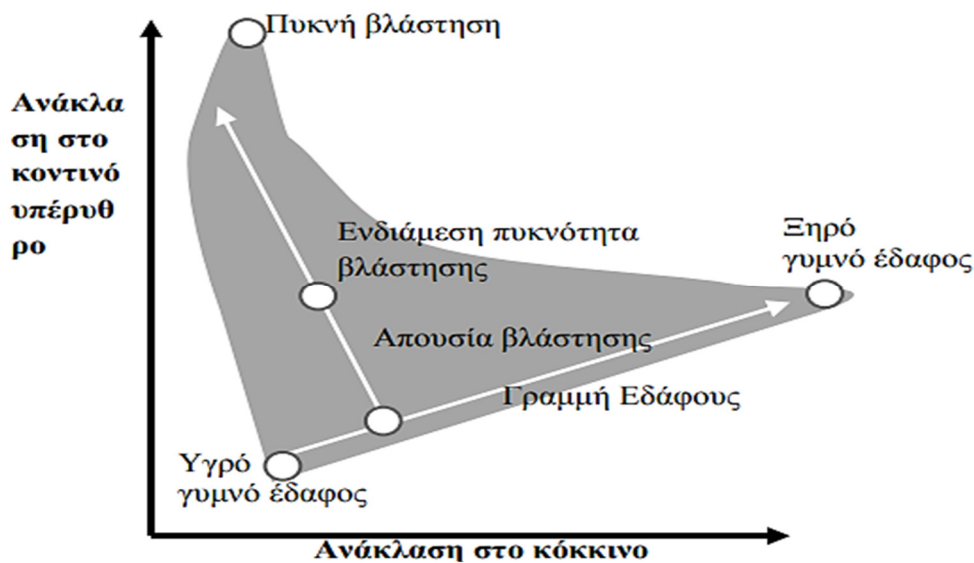 Πυκνή βλάστηση
Ανάκλα
ση στο
κοντινό
υπέρυθ
ρο
Ενδιάμεση πυκνότητα
βλάστησης
Ξηρό
γυμνό έδαφος
Απουσία βλάστησης
Γραμμή Εδάφους
Υγρό
γυμνό έδαφος
Ανάκλαση στο κόκκινο